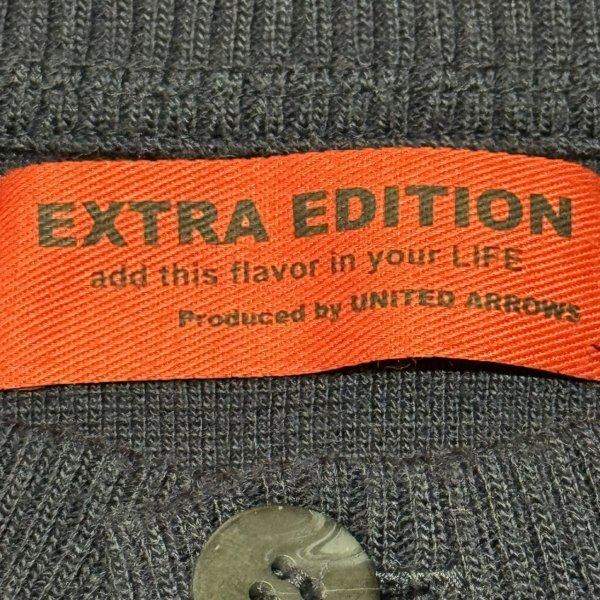 EXTRA EDITION
add this flavor in your LIFE
Produced by UNITED ARROWS